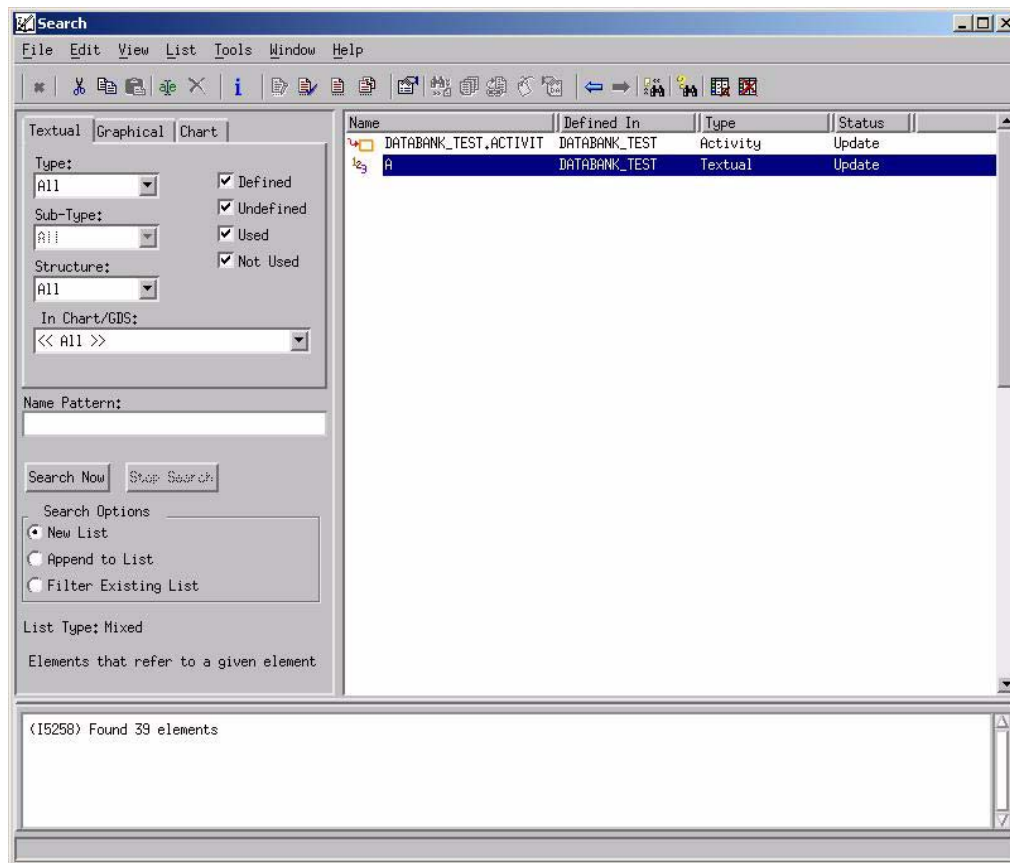 Search
File Edit View List Tools Window Help
Textual Graphical Chart
Type:
All
Defined
Sub-Type:
Undefined
All
Used
Structure:
Not Used
All
In Chart/GDS:
<< All >>
Name Pattern:
Search Now Stop Search
Search Options
New List
Append to List
Filter Existing List
List Type: Mixed
Elements that refer to a given element
Name Defined In Type Status
DATABANK_TEST.ACTIVIT DATABANK_TEST Activity Update
A DATABANK_TEST Textual Update
(I5258) Found 39 elements